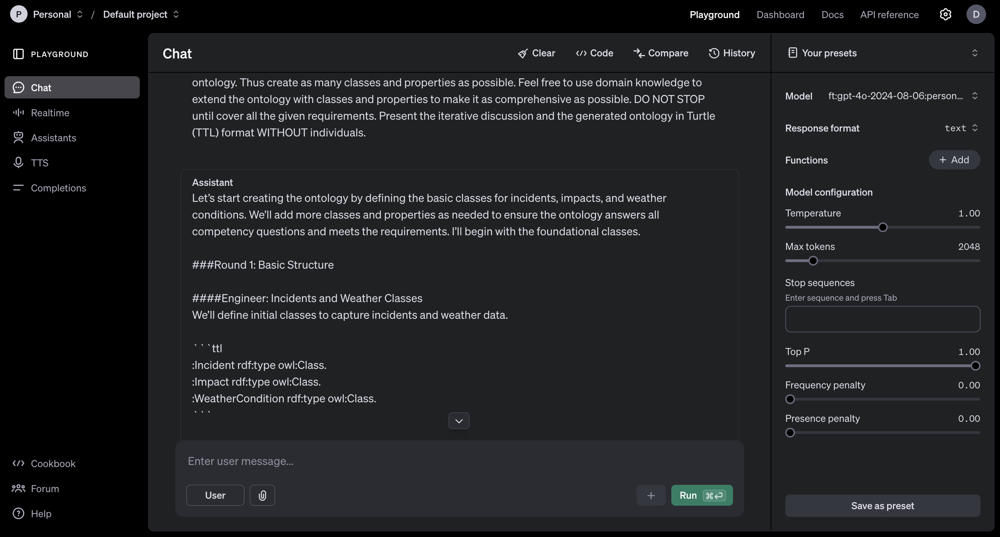 P Personal / Default project
Playground Dashboard Docs API reference D
PLAYGROUND
Chat
Realtime
Assistants
TTS
Completions
Cookbook
Forum
Help
Chat
Clear Code Compare History
ontology. Thus create as many classes and properties as possible. Feel free to use domain knowledge to
extend the ontology with classes and properties to make it as comprehensive as possible. DO NOT STOP
until cover all the given requirements. Present the iterative discussion and the generated ontology in Turtle
(TTL) format WITHOUT individuals.
Assistant
Let’s start creating the ontology by defining the basic classes for incidents, impacts, and weather
conditions. We’ll add more classes and properties as needed to ensure the ontology answers all
competency questions and meets the requirements. I’ll begin with the foundational classes.
###Round 1: Basic Structure
####Engineer: Incidents and Weather Classes
We’ll define initial classes to capture incidents and weather data.
```ttl
:Incident rdf:type owl:Class.
:Impact rdf:type owl:Class.
:WeatherCondition rdf:type owl:Class.
```
Enter user message...
User
+ Run ⌘↵
Your presets
Model ft:gpt-4o-2024-08-06:person...
Response format text
Functions + Add
Model configuration
Temperature 1.00
Max tokens 2048
Stop sequences
Enter sequence and press Tab
Top P 1.00
Frequency penalty 0.00
Presence penalty 0.00
Save as preset